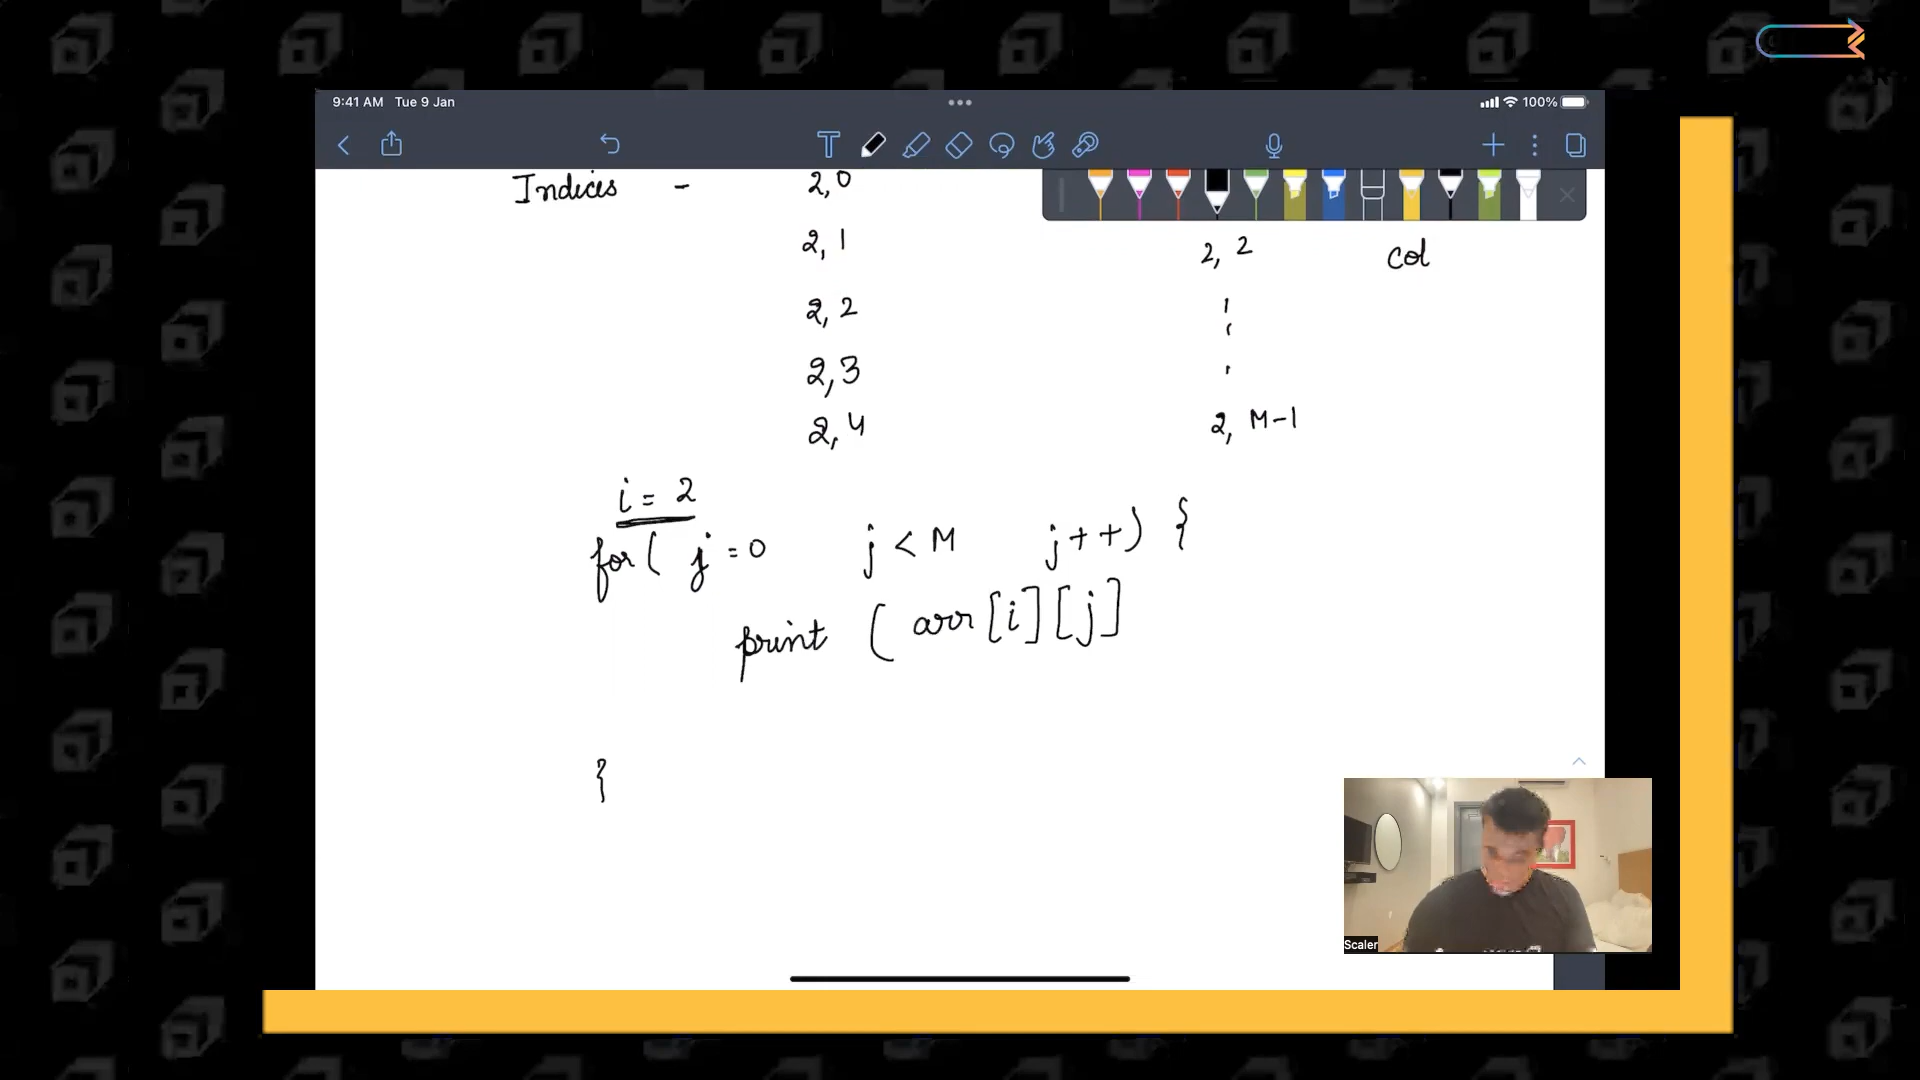 9:41 AM Tue 9 Jan
100%
Indices - 2,0
2,1
2, 2 col
2, 2
2,3
2,4
2, M-1
i = 2
for( j = 0 j < M j++) {
print ( arr[i][j]
}
Scaler